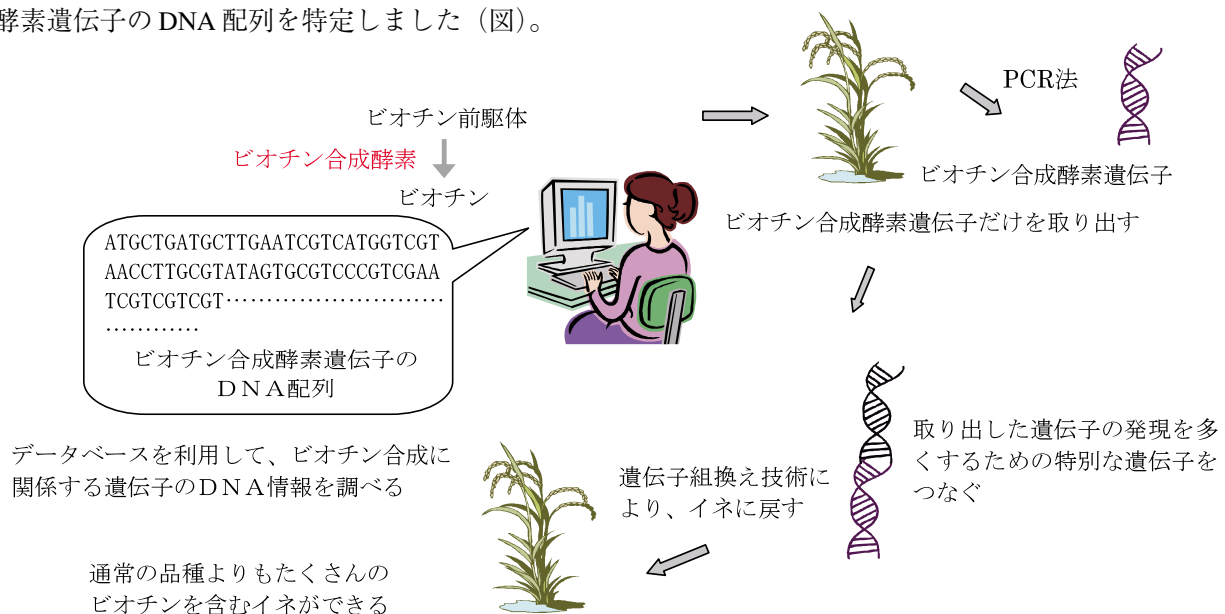 酵素遺伝子の DNA 配列を特定しました（図）。
ビオチン前駆体
ビオチン合成酵素
ビオチン
ATGCTGATGCTTGAATCGTCATGGTCGT
AACCTTGCGTATAGTGCGTCCCGTCGAA
TCGTCGTCGT…………………………
…………
ビオチン合成酵素遺伝子の
ＤＮＡ配列
データベースを利用して、ビオチン合成に
関係する遺伝子のＤＮＡ情報を調べる
PCR法
ビオチン合成酵素遺伝子
ビオチン合成酵素遺伝子だけを取り出す
取り出した遺伝子の発現を多
くするための特別な遺伝子を
つなぐ
遺伝子組換え技術に
より、イネに戻す
通常の品種よりもたくさんの
ビオチンを含むイネができる